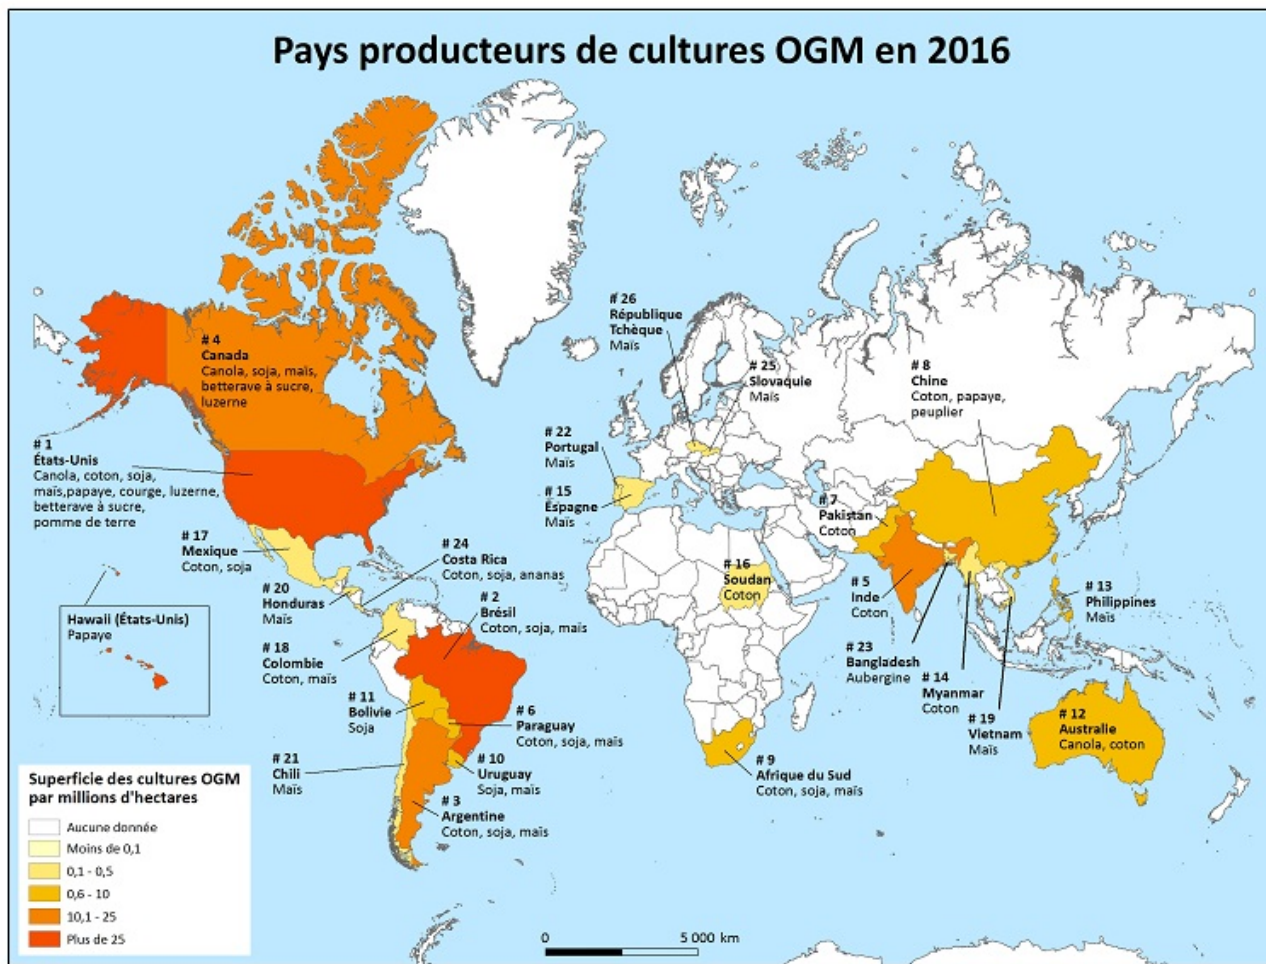 Pays producteurs de cultures OGM en 2016
# 4
Canada
Canola, soja, maïs,
betterave à sucre,
luzerne
# 1
États-Unis
Canola, coton, soja,
maïs,papaye, courge, luzerne,
betterave à sucre,
pomme de terre
# 17
Mexique
Coton, soja
# 24
Costa Rica
Coton, soja, ananas
# 20
Honduras
Maïs
Hawaii (États-Unis)
Papaye
# 2
Brésil
Coton, soja, maïs
# 18
Colombie
Coton, maïs
# 11
Bolivie
Soja
# 6
Paraguay
Coton, soja, maïs
# 21
Chili
Maïs
# 10
Uruguay
Soja, maïs
# 3
Argentine
Coton, soja, maïs
# 26
République
Tchèque
Maïs
# 25
Slovaquie
Maïs
# 22
Portugal
Maïs
# 15
Espagne
Maïs
# 8
Chine
Coton, papaye,
peuplier
# 7
Pakistan
Coton
# 16
Soudan
Coton
# 5
Inde
Coton
# 13
Philippines
Maïs
# 23
Bangladesh
Aubergine
# 14
Myanmar
Coton
# 19
Vietnam
Maïs
# 12
Australie
Canola, coton
# 9
Afrique du Sud
Coton, soja, maïs
Superficie des cultures OGM
par millions d'hectares
Aucune donnée
Moins de 0,1
0,1 - 0,5
0,6 - 10
10,1 - 25
Plus de 25
0 5 000 km